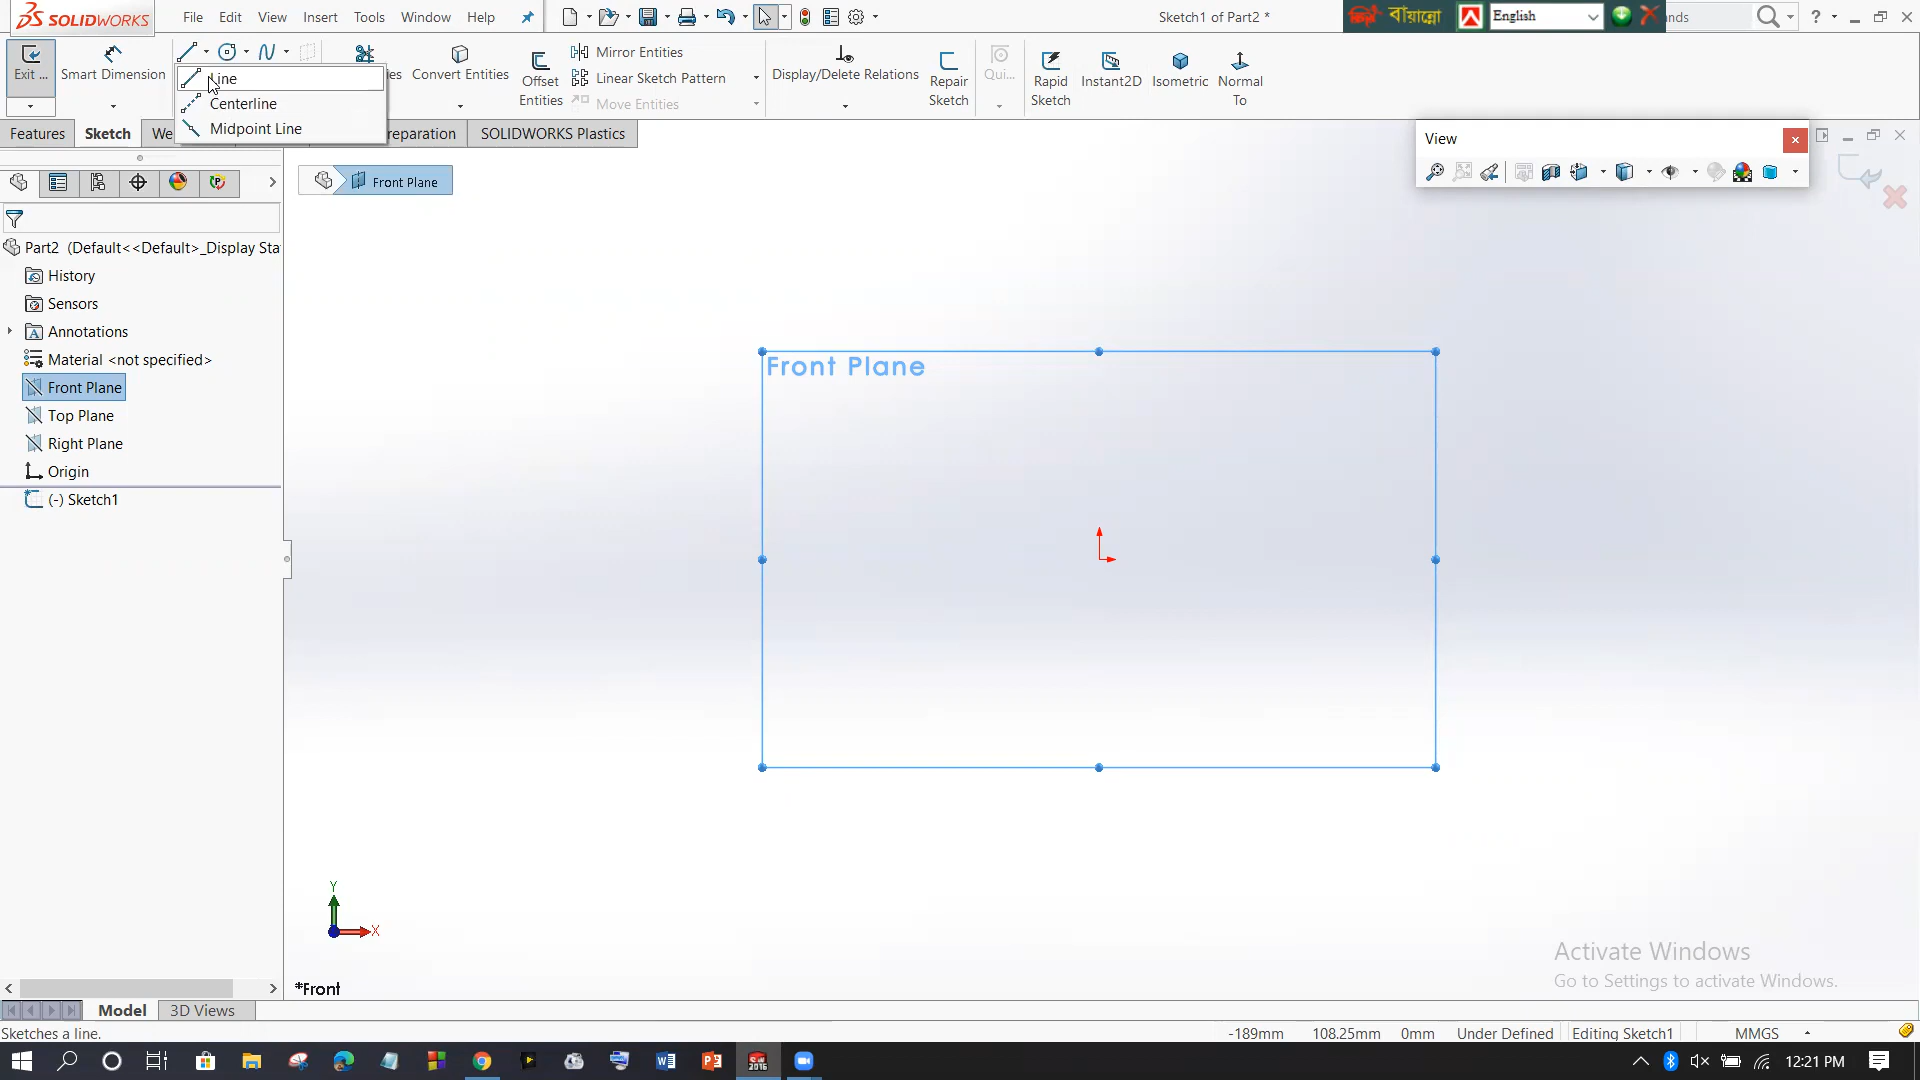 SOLIDWORKS File Edit View Insert Tools Window Help Sketch1 of Part2 * বাঁয়ান্নো English nds ?
Exit ... Smart Dimension Line Centerline Midpoint Line es Convert Entities Offset Entities Mirror Entities Linear Sketch Pattern Move Entities Display/Delete Relations Repair Sketch Qui... Rapid Sketch Instant2D Isometric Normal To
Features Sketch We reparation SOLIDWORKS Plastics
View
Front Plane
Part2 (Default<<Default>_Display Sta
History
Sensors
Annotations
Material <not specified>
Front Plane
Top Plane
Right Plane
Origin
(-) Sketch1
Front Plane
Y
X
*Front
Activate Windows
Go to Settings to activate Windows.
Model 3D Views
Sketches a line. -189mm 108.25mm 0mm Under Defined Editing Sketch1 MMGS
12:21 PM